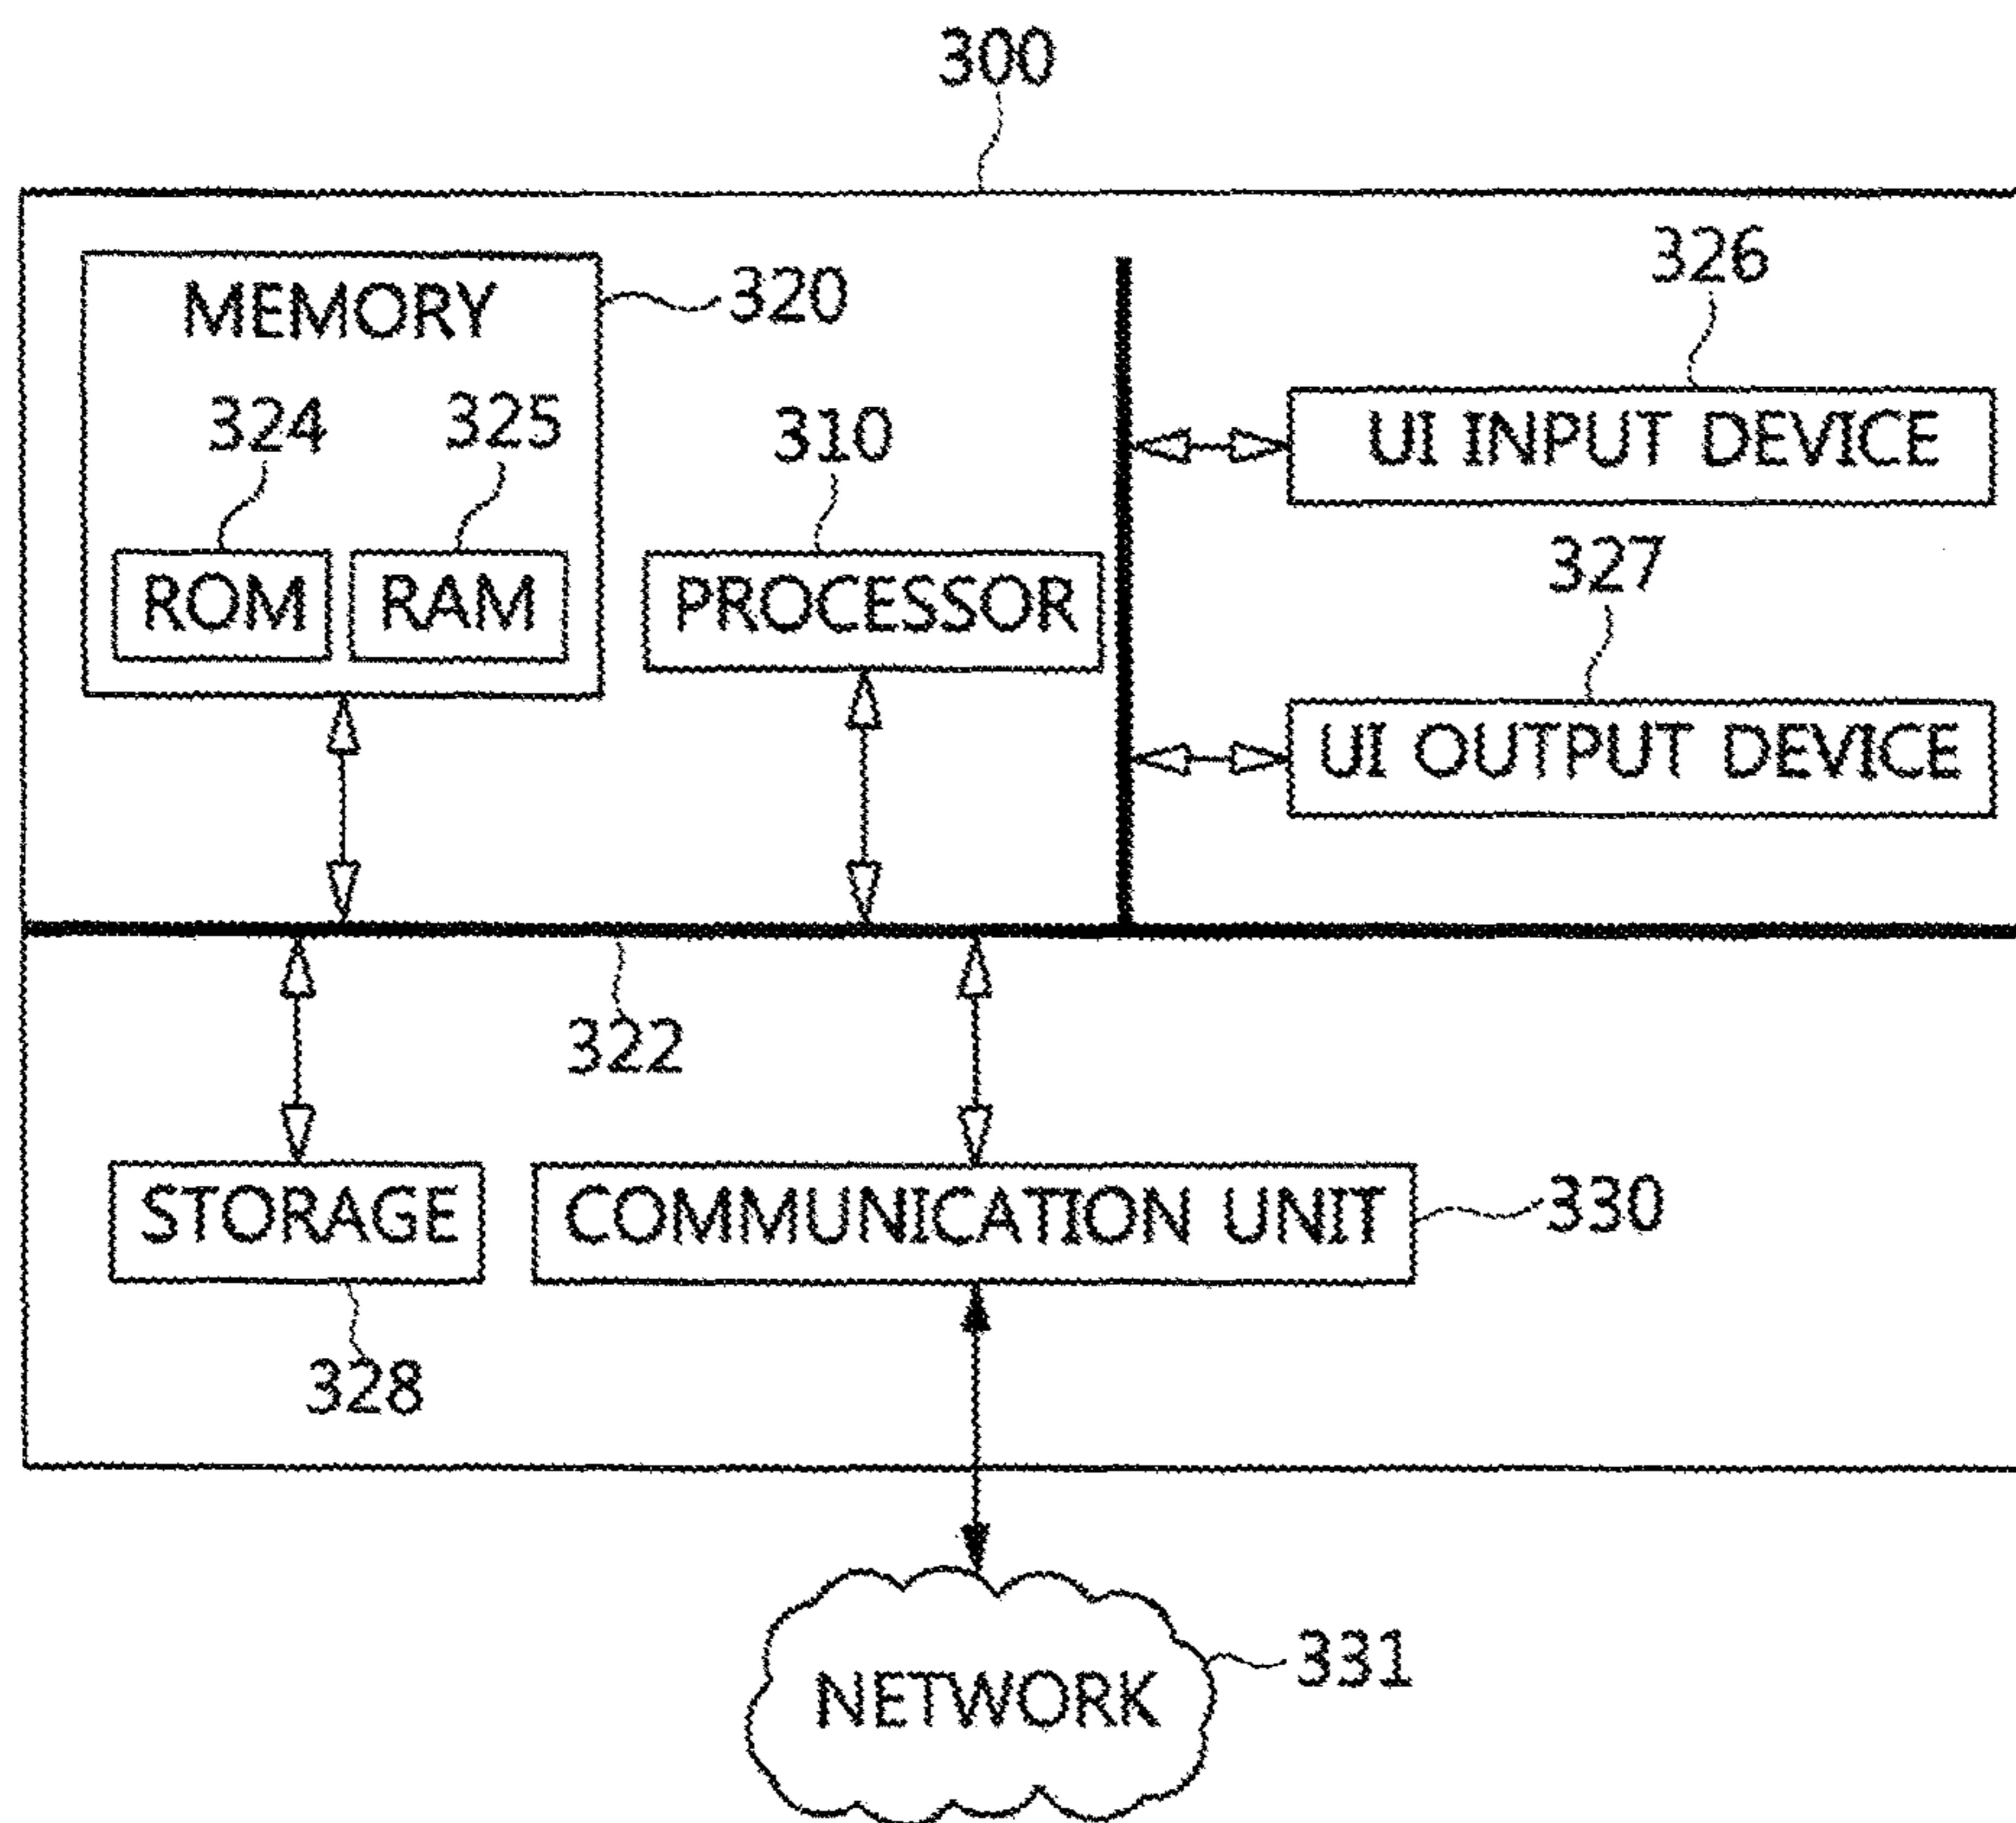 300
MEMORY
320
326
324
325
310
UI INPUT DEVICE
ROM
RAM
PROCESSOR
327
UI OUTPUT DEVICE
322
STORAGE
COMMUNICATION UNIT
330
328
NETWORK
331